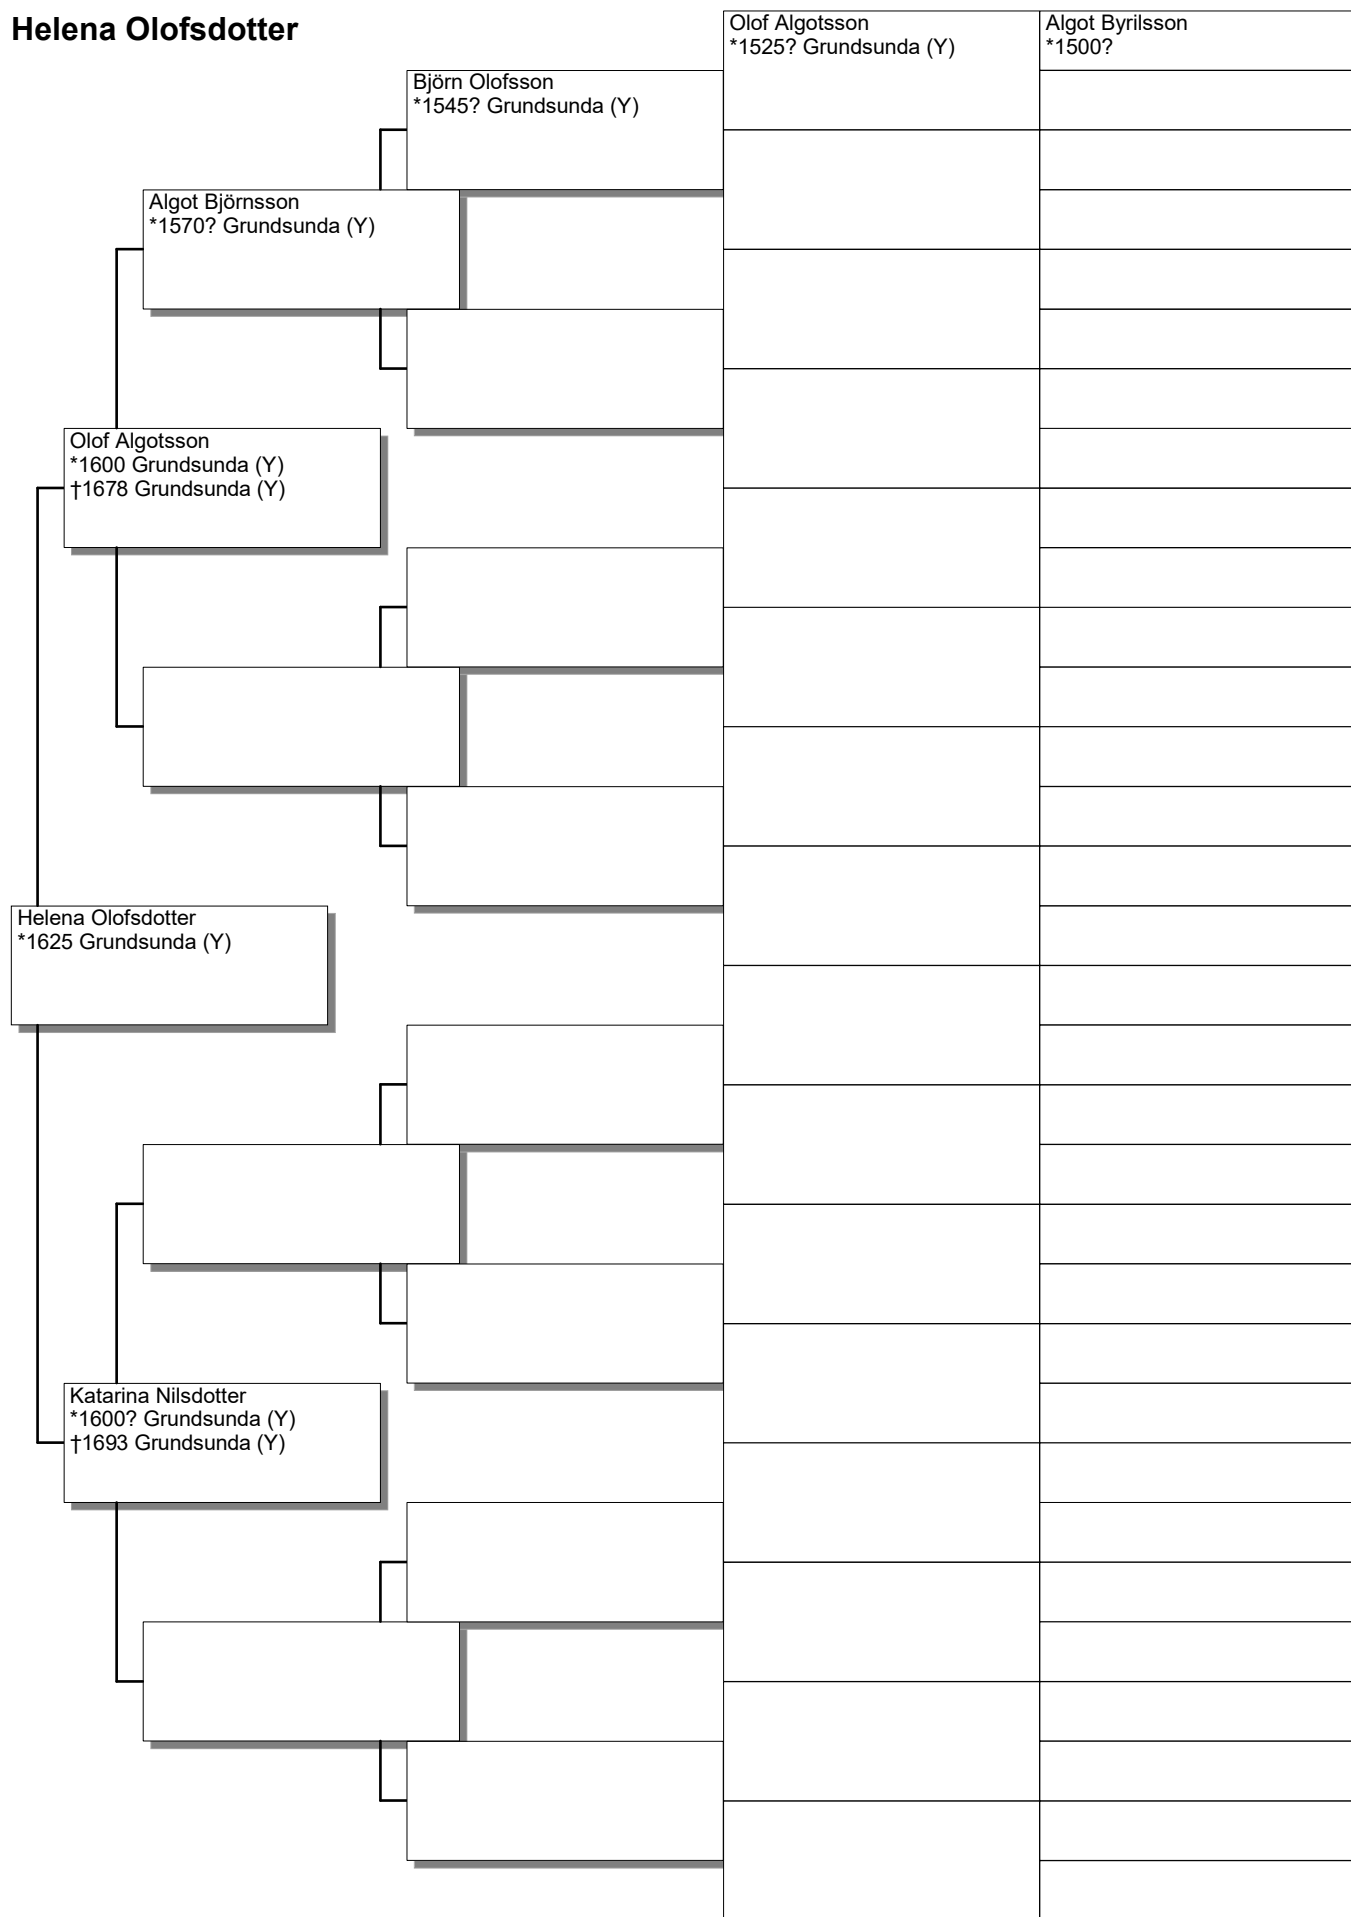 Helena Olofsdotter
Olof Algotsson
*1525? Grundsunda (Y)
Algot Byrilsson
*1500?
Björn Olofsson
*1545? Grundsunda (Y)
Algot Björnsson
*1570? Grundsunda (Y)
Olof Algotsson
*1600 Grundsunda (Y)
†1678 Grundsunda (Y)
Helena Olofsdotter
*1625 Grundsunda (Y)
Katarina Nilsdotter
*1600? Grundsunda (Y)
†1693 Grundsunda (Y)